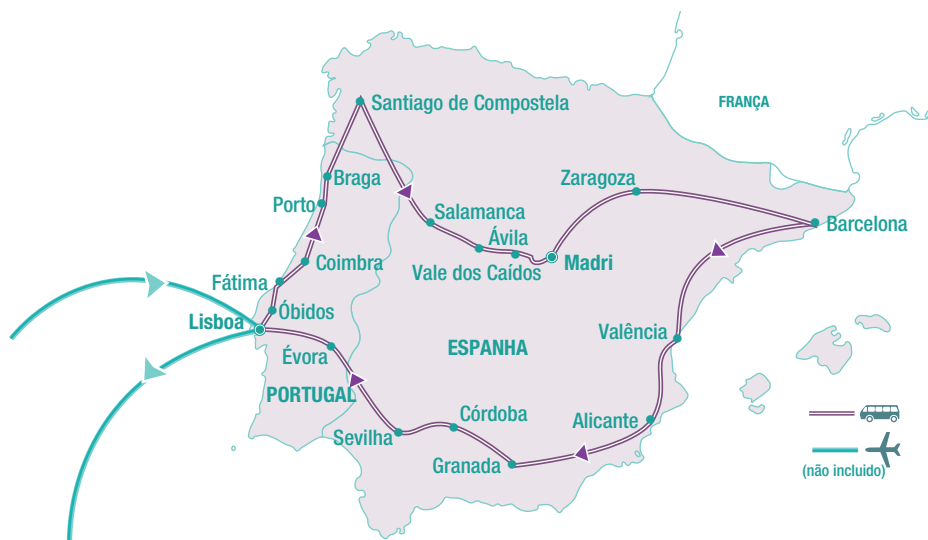 FRANÇA
Santiago de Compostela
Braga
Zaragoza
Porto
Salamanca
Barcelona
Ávila
Coimbra
Vale dos Caídos
Madri
Fátima
Óbidos
Lisboa
Valência
Évora
ESPANHA
PORTUGAL
Córdoba
Alicante
Sevilha
Granada
(não incluido)